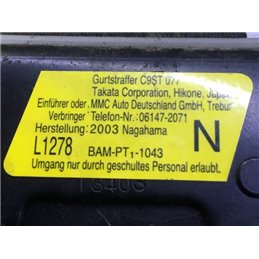 Gurtstraffer C9ST 077
Takata Corporation, Hikone, Japan
Einführer oder MMC Auto Deutschland GmbH, Trebur
Verbringer Telefon-Nr.: 06147-2071
Herstellung: 2003 Nagahama
N
L1278 BAM-PT1-1043
Umgang nur durch geschultes Personal erlaubt.